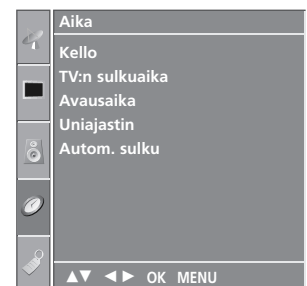 Aika
Kello
TV:n sulkuaika
Avausaika
Uniajastin
Autom. sulku
▲▼ ◄► OK MENU